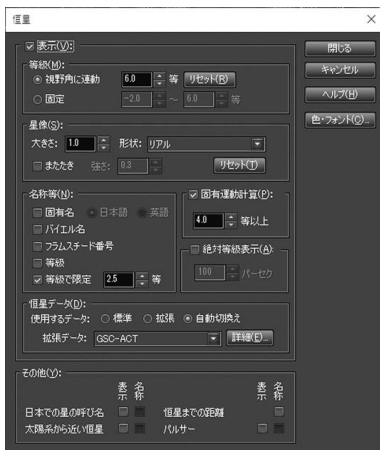 恒星
表示(V):
閉じる
等級(M):
キャンセル
視野角に連動 6.0 等 リセット(R)
ヘルプ(H)
固定 -2.0 ～ 6.0 等
色・フォント(O)...
星像(S):
大きさ: 1.0 形状: リアル
またたき 強さ: 0.3 リセット(T)
名称等(N):
固有運動計算(P):
固有名 日本語 英語
バイエル名
4.0 等以上
フラムスチード番号
等級
絶対等級表示(A):
等級で限定 2.5 等
100 パーセク
恒星データ(D):
使用するデータ: 標準 拡張 自動切換え
拡張データ: GSC-ACT 詳細(E)...
その他(Y):
表示 名称 表示 名称
日本での星の呼び名 恒星までの距離
太陽系から近い恒星 パルサー